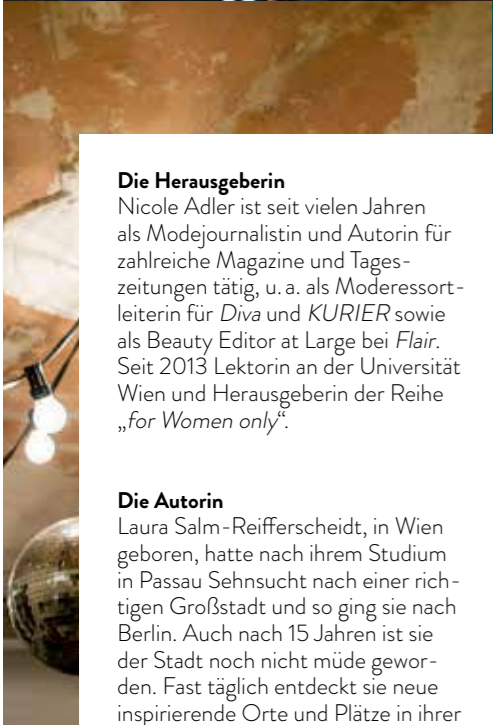 Die Herausgeberin
Nicole Adler ist seit vielen Jahren
als Modejournalistin und Autorin für
zahlreiche Magazine und Tages-
zeitungen tätig, u. a. als Moderessort-
leiterin für Diva und KURIER sowie
als Beauty Editor at Large bei Flair.
Seit 2013 Lektorin an der Universität
Wien und Herausgeberin der Reihe
„for Women only“.
Die Autorin
Laura Salm-Reifferscheidt, in Wien
geboren, hatte nach ihrem Studium
in Passau Sehnsucht nach einer rich-
tigen Großstadt und so ging sie nach
Berlin. Auch nach 15 Jahren ist sie
der Stadt noch nicht müde gewor-
den. Fast täglich entdeckt sie neue
inspirierende Orte und Plätze in ihrer